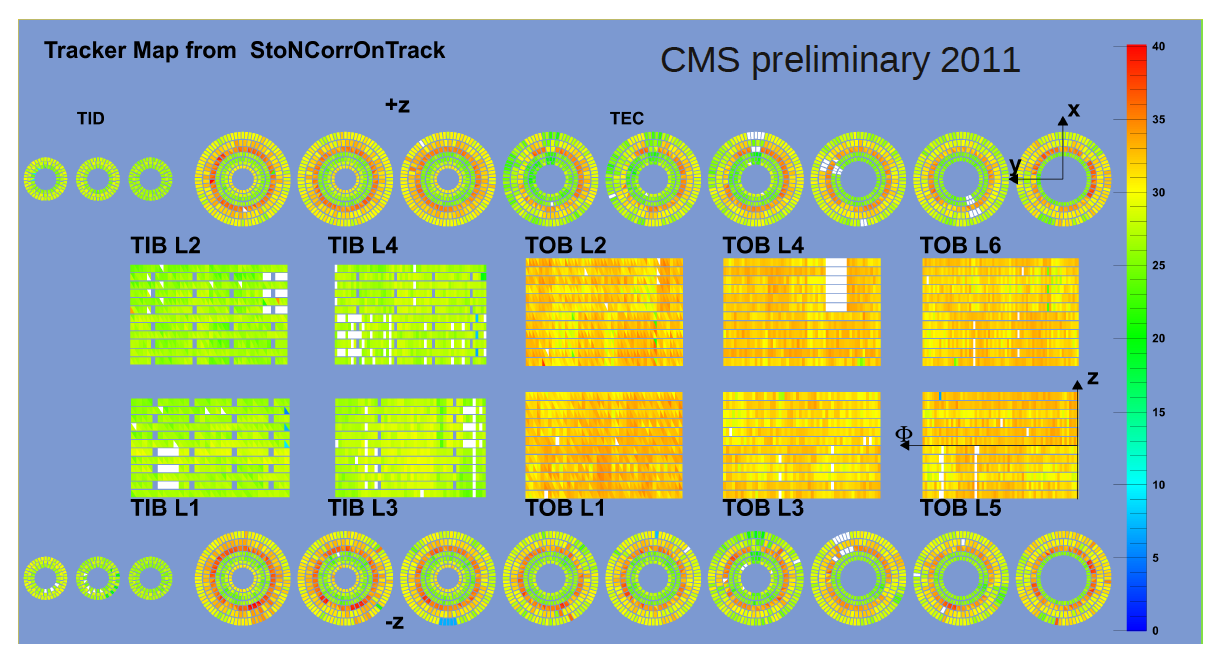 Tracker Map from StoNCorrOnTrack
CMS preliminary 2011
40
+z
TID
TEC
x
35
y
30
TIB L2
TIB L4
TOB L2
TOB L4
TOB L6
25
20
z
15
Φ
10
TIB L1
TIB L3
TOB L1
TOB L3
TOB L5
5
-z
0